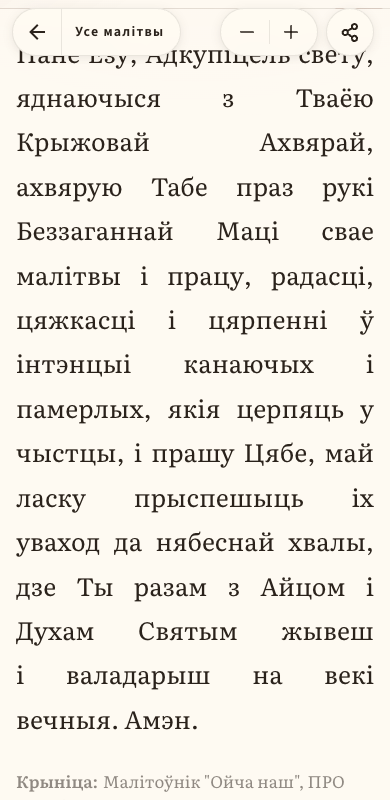 Усе малітвы
Пане Езу, Адкупіцель свету,
яднаючыся з Тваёю
Крыжовай Ахвярай,
ахвярую Табе праз рукі
Беззаганнай Маці свае
малітвы і працу, радасці,
цяжкасці і цярпенні ў
інтэнцыі канаючых і
памерлых, якія церпяць у
чыстцы, і прашу Цябе, май
ласку прыспешыць іх
уваход да нябеснай хвалы,
дзе Ты разам з Айцом і
Духам Святым жывеш
і валадарыш на векі
вечныя. Амэн.
Крыніца: Малітоўнік "Ойча наш", ПРО